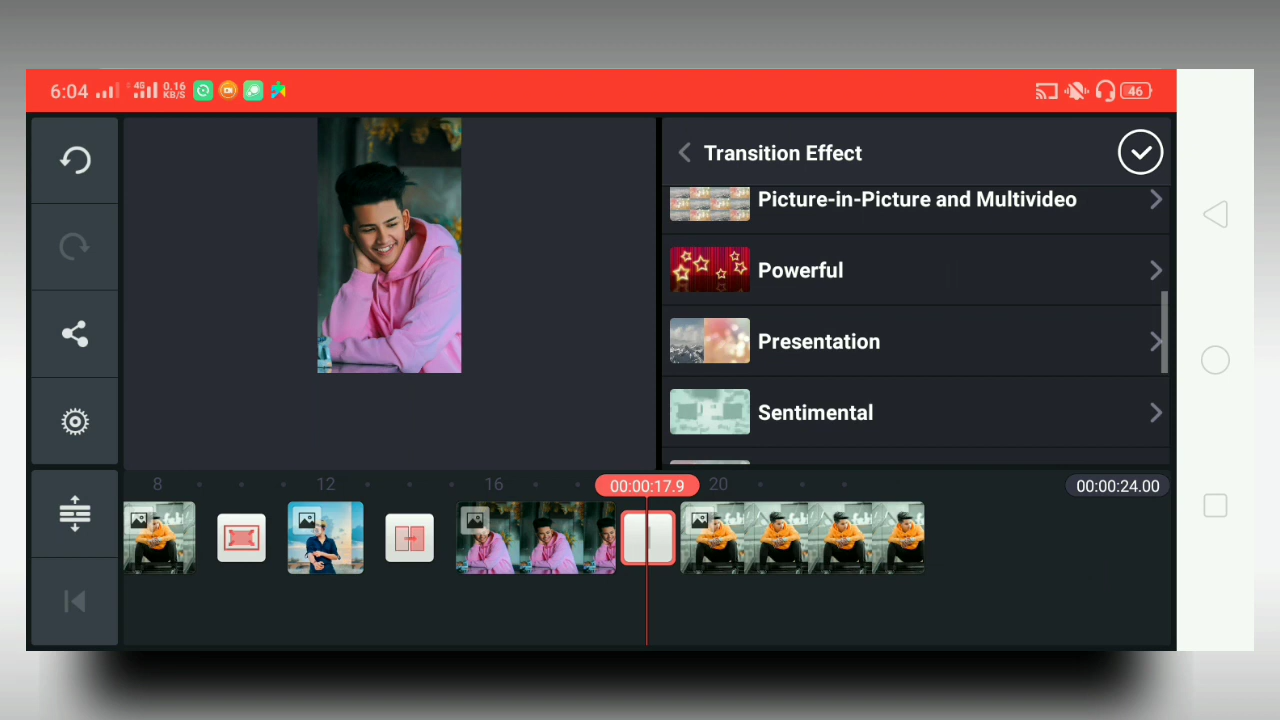 6:04 4G 0.16 KB/S 46
Transition Effect
Picture-in-Picture and Multivideo
Powerful
Presentation
Sentimental
8 12 16 00:00:17.9 20 00:00:24.00